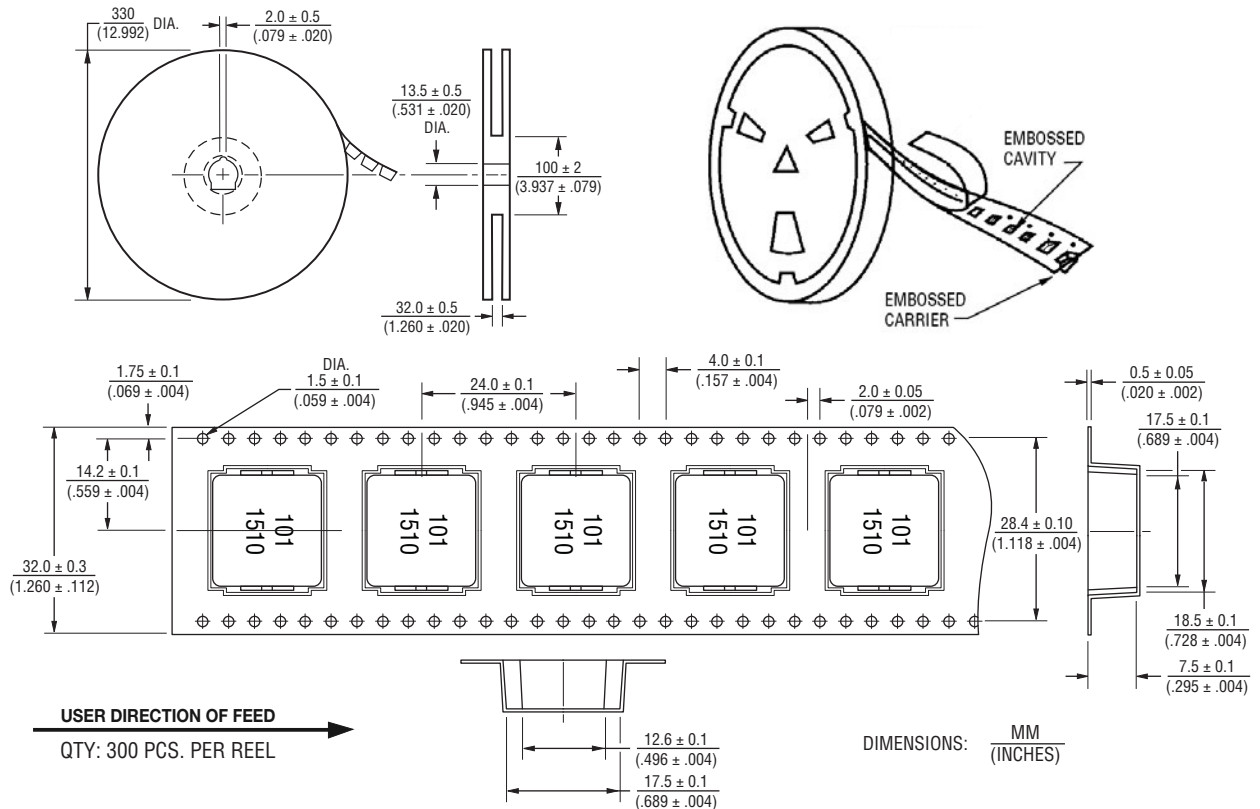 330
(12.992)
DIA.
2.0 ± 0.5
(.079 ± .020)
13.5 ± 0.5
(.531 ± .020)
DIA.
100 ± 2
(3.937 ± .079)
32.0 ± 0.5
(1.260 ± .020)
EMBOSSED
CAVITY
EMBOSSED
CARRIER
1.75 ± 0.1
(.069 ± .004)
DIA.
1.5 ± 0.1
(.059 ± .004)
24.0 ± 0.1
(.945 ± .004)
4.0 ± 0.1
(.157 ± .004)
2.0 ± 0.05
(.079 ± .002)
0.5 ± 0.05
(.020 ± .002)
17.5 ± 0.1
(.689 ± .004)
14.2 ± 0.1
(.559 ± .004)
32.0 ± 0.3
(1.260 ± .112)
101
1510
101
1510
101
1510
101
1510
101
1510
28.4 ± 0.10
(1.118 ± .004)
18.5 ± 0.1
(.728 ± .004)
7.5 ± 0.1
(.295 ± .004)
USER DIRECTION OF FEED
QTY: 300 PCS. PER REEL
12.6 ± 0.1
(.496 ± .004)
17.5 ± 0.1
(.689 ± .004)
DIMENSIONS:
MM
(INCHES)